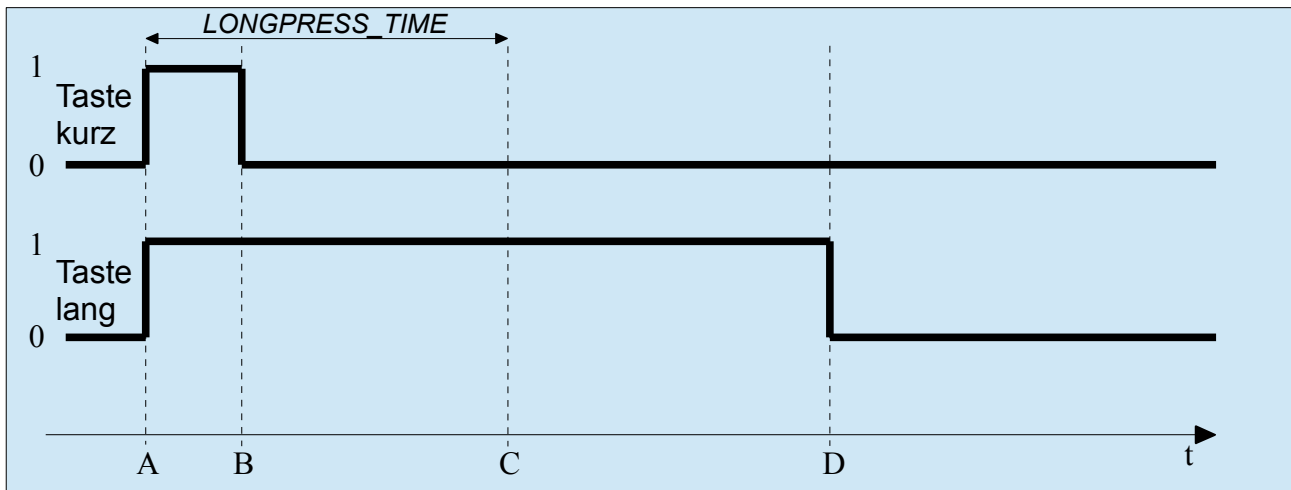 LONGPRESS_TIME
1
Taste
kurz
0
1
Taste
lang
0
A B C D t